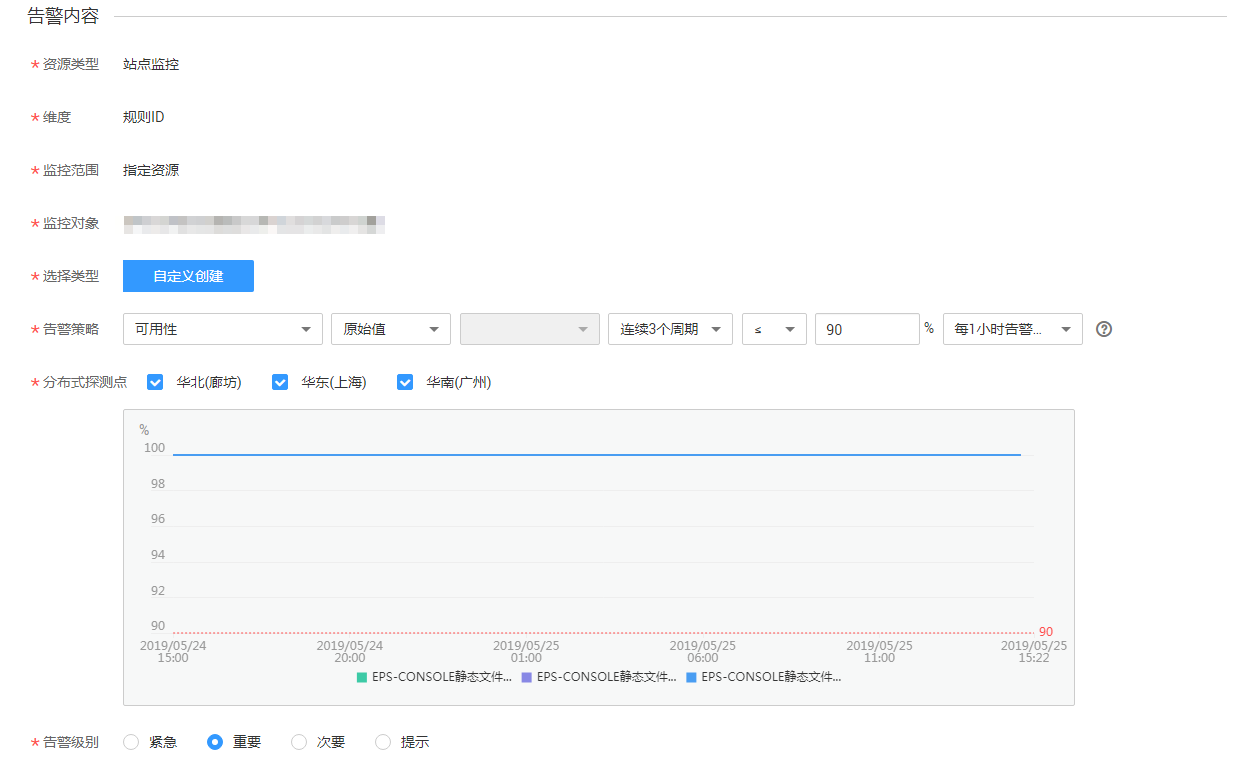 告警内容
* 资源类型 站点监控
* 维度 规则ID
* 监控范围 指定资源
* 监控对象
* 选择类型 自定义创建
* 告警策略 可用性 原始值 连续3个周期 ≤ 90 % 每1小时告警... ?
* 分布式探测点 华北(廊坊) 华东(上海) 华南(广州)
%
100
98
96
94
92
90
90
2019/05/24 2019/05/24 2019/05/25 2019/05/25 2019/05/25 2019/05/25
15:00 20:00 01:00 06:00 11:00 15:22
EPS-CONSOLE静态文件... EPS-CONSOLE静态文件... EPS-CONSOLE静态文件...
* 告警级别 紧急 重要 次要 提示